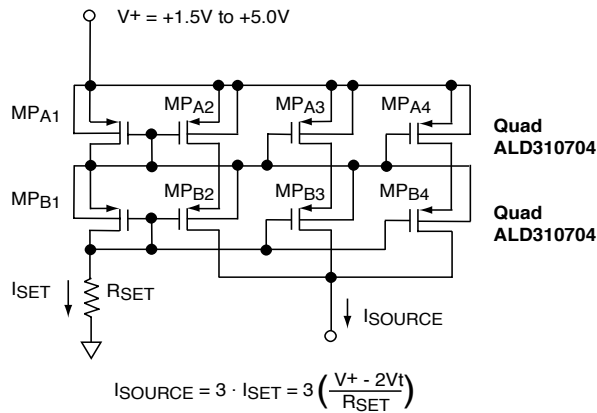 V+ = +1.5V to +5.0V
MPA1
MPA2
MPA3
MPA4
Quad
ALD310704
MPB1
MPB2
MPB3
MPB4
Quad
ALD310704
ISET
RSET
ISOURCE
ISOURCE = 3 · ISET = 3 (V+ - 2Vt / RSET)